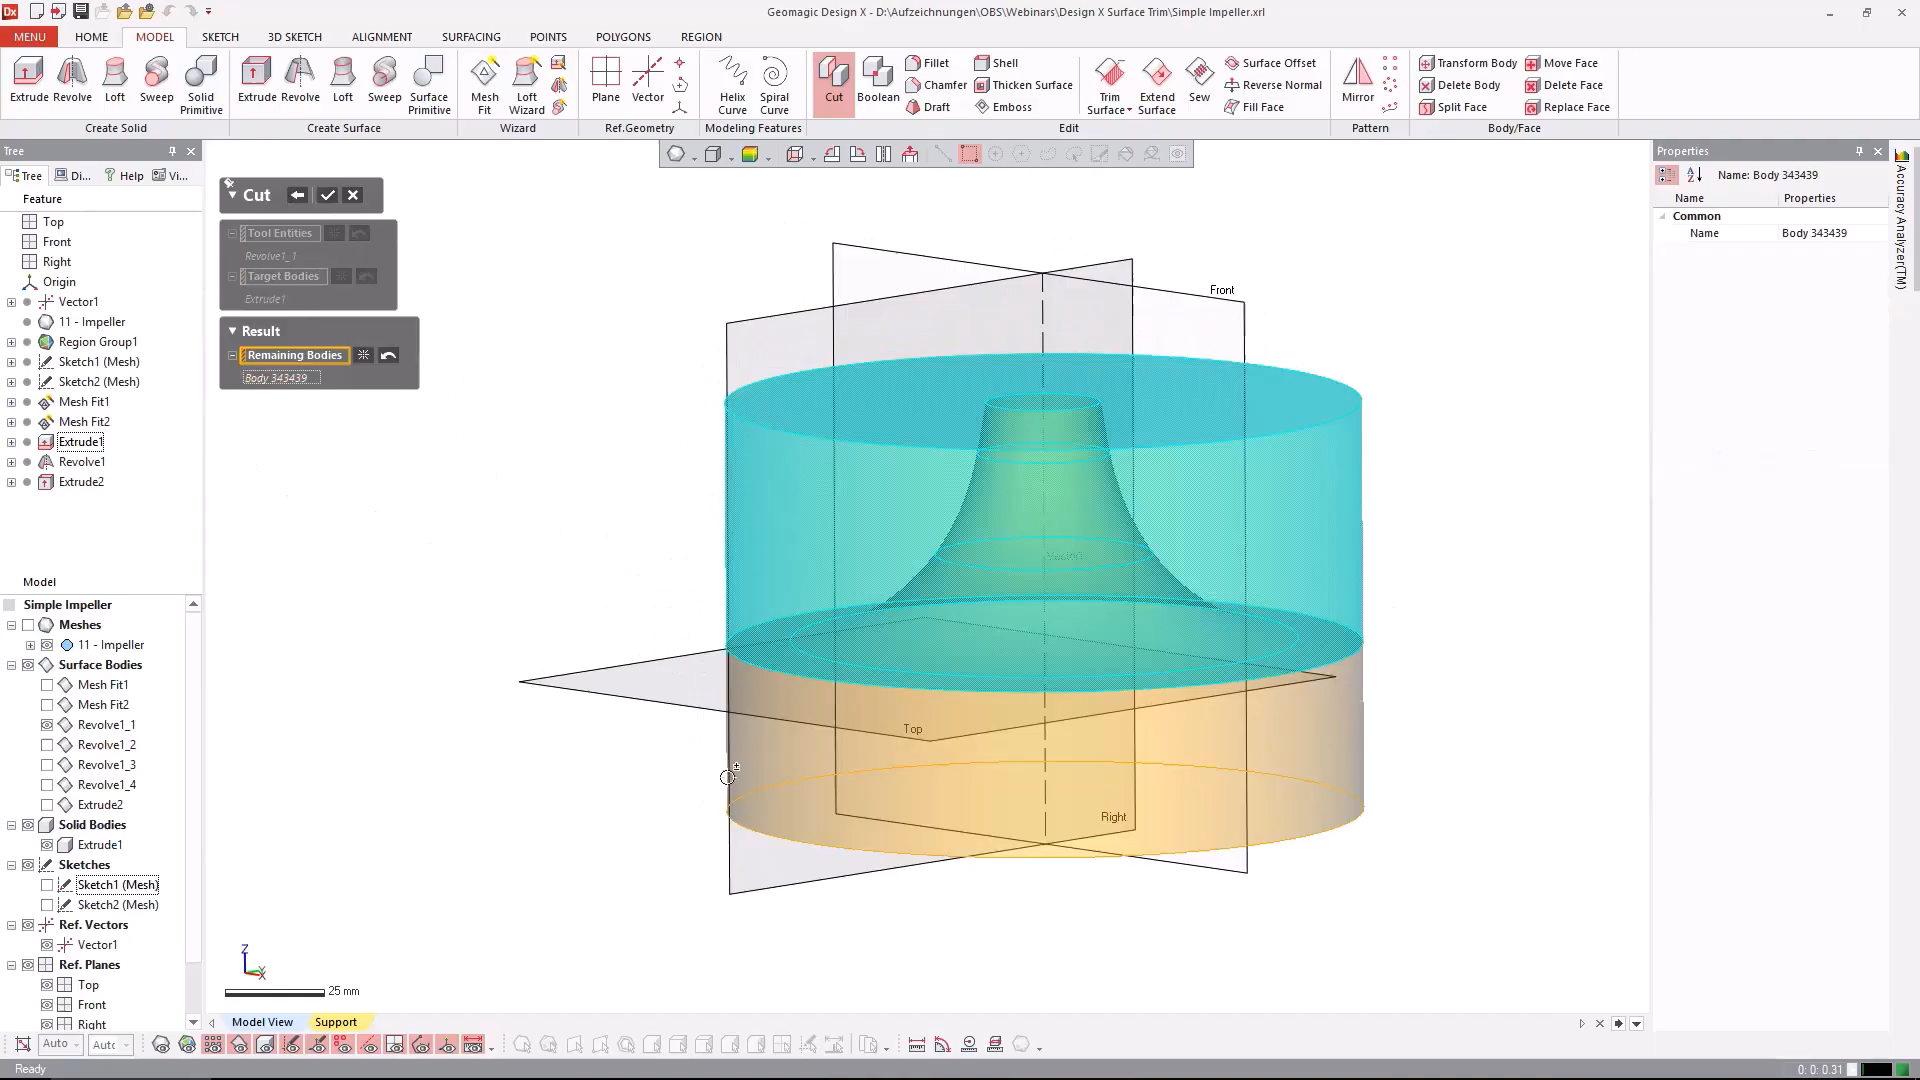 Dx
Geomagic Design X - D:\Aufzeichnungen\OBS\Webinars\Design X Surface Trim\Simple Impeller.xrl
MENU HOME MODEL SKETCH 3D SKETCH ALIGNMENT SURFACING POINTS POLYGONS REGION
Extrude Revolve Loft Sweep Solid Primitive
Extrude Revolve Loft Sweep Surface Primitive
Mesh Fit Loft Wizard
Plane Vector
Helix Curve Spiral Curve
Cut Boolean
Fillet Shell
Chamfer Thicken Surface
Draft Emboss
Trim Surface Extend Surface Sew
Surface Offset
Reverse Normal
Fill Face
Mirror
Transform Body Move Face
Delete Body Delete Face
Split Face Replace Face
Create Solid Create Surface Wizard Ref.Geometry Modeling Features Edit Pattern Body/Face
Tree
Tree Di... Help Vi...
Feature
Top
Front
Right
Origin
Vector1
11 - Impeller
Region Group1
Sketch1 (Mesh)
Sketch2 (Mesh)
Mesh Fit1
Mesh Fit2
Extrude1
Revolve1
Extrude2
Model
Simple Impeller
Meshes
11 - Impeller
Surface Bodies
Mesh Fit1
Mesh Fit2
Revolve1_1
Revolve1_2
Revolve1_3
Revolve1_4
Extrude2
Solid Bodies
Extrude1
Sketches
Sketch1 (Mesh)
Sketch2 (Mesh)
Ref. Vectors
Vector1
Ref. Planes
Top
Front
Right
Cut
Tool Entities
Revolve1_1
Target Bodies
Extrude1
Result
Remaining Bodies
Body 343439
Front
Vector1
Top
Right
Z
X
25 mm
Properties
Name: Body 343439
Name Properties
Common
Name Body 343439
Accuracy Analyzer(TM)
Model View Support
Auto Auto
Ready
0: 0: 0.31